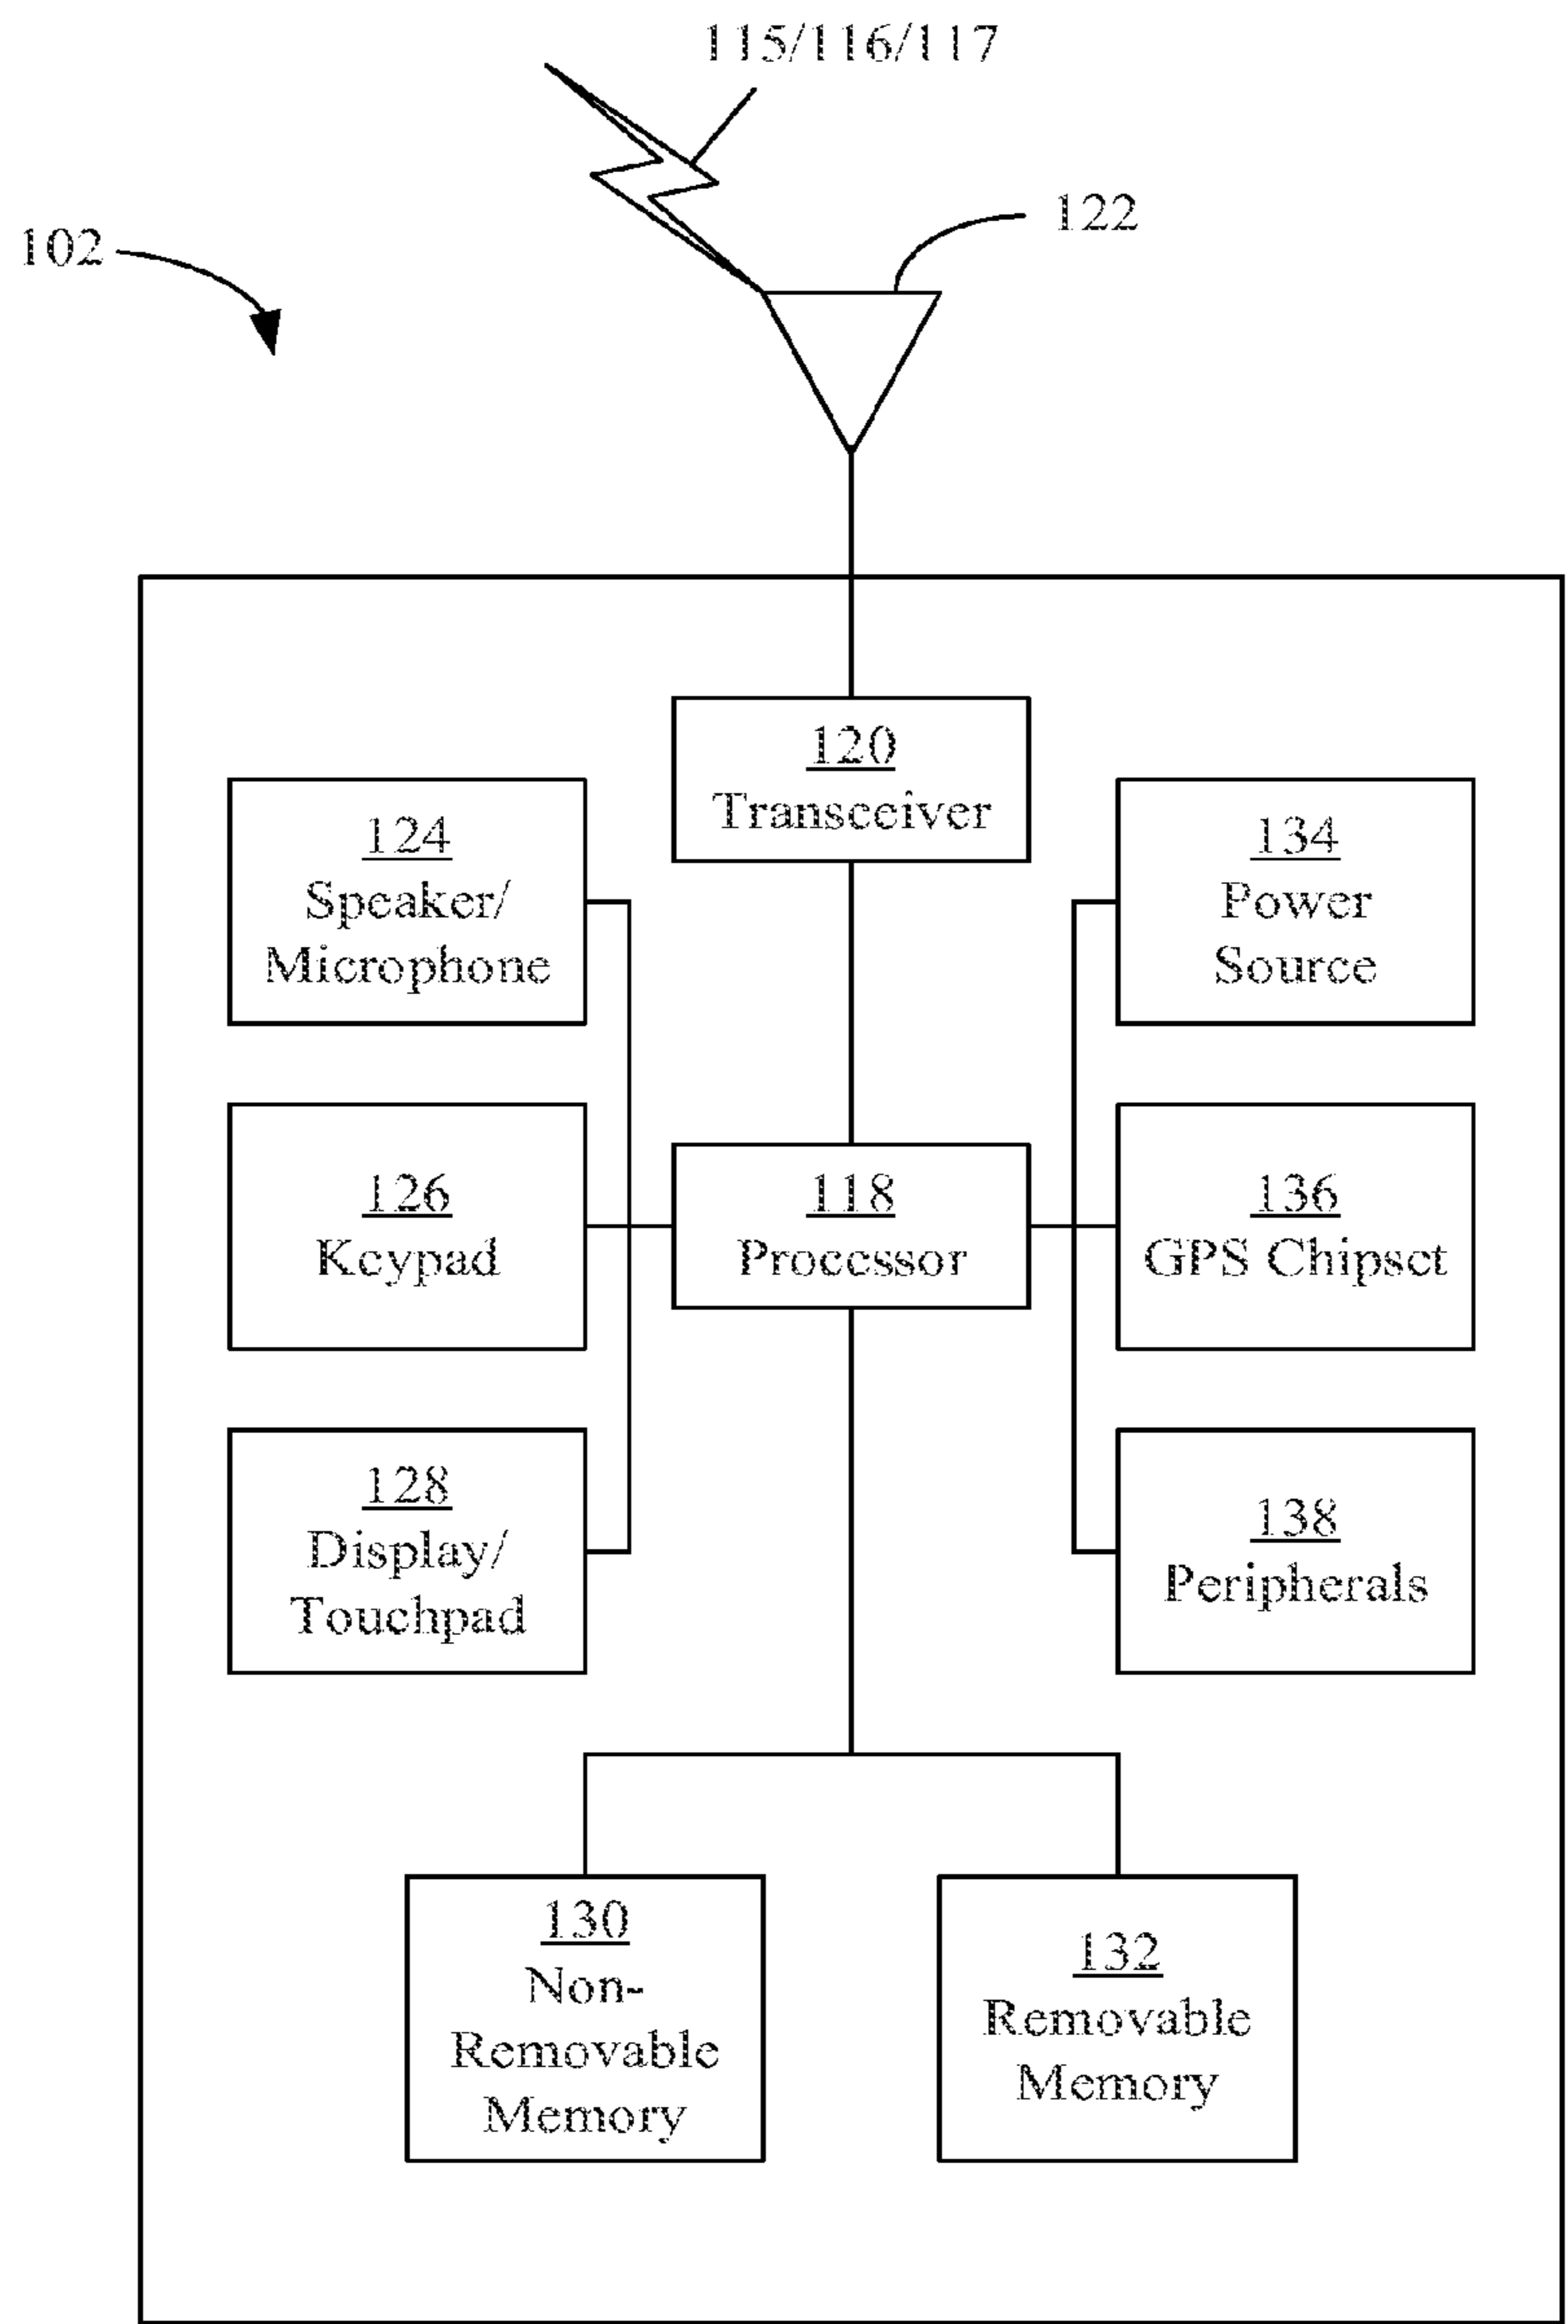 115/116/117
122
102
120
Transceiver
124
Speaker/
Microphone
134
Power
Source
126
Keypad
118
Processor
136
GPS Chipset
128
Display/
Touchpad
138
Peripherals
130
Non-
Removable
Memory
132
Removable
Memory